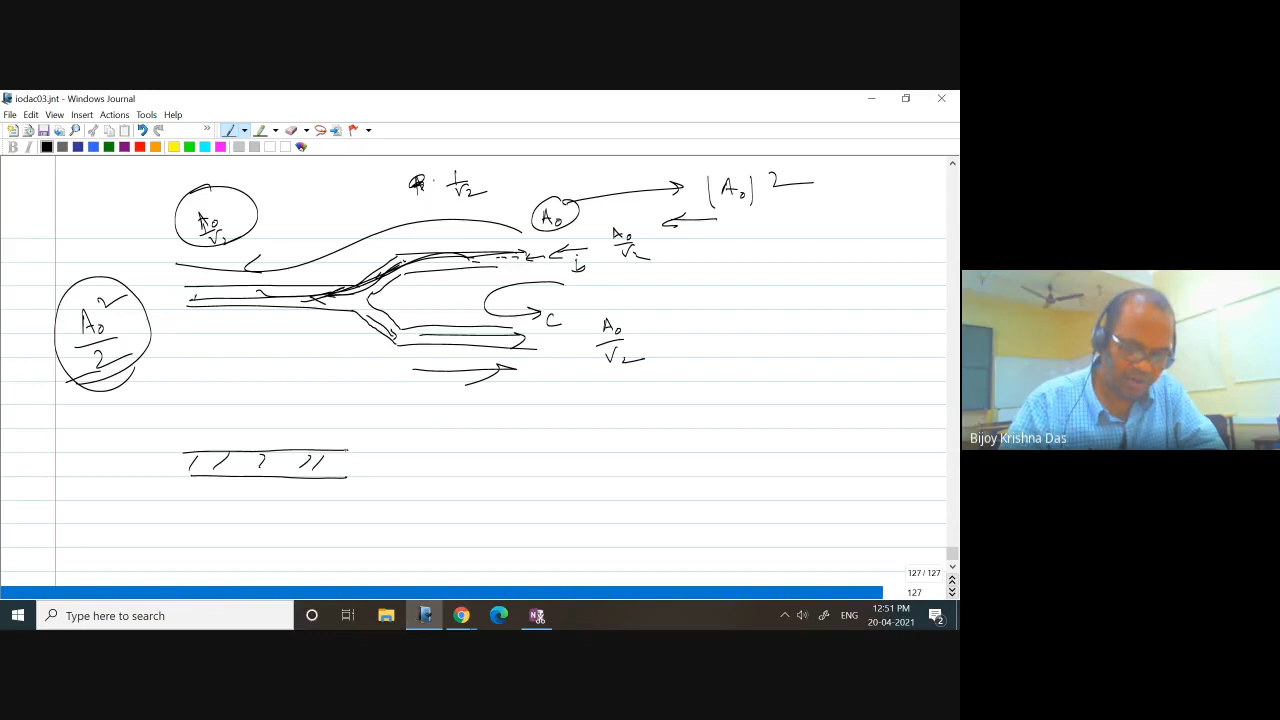 iodac03.jnt - Windows Journal
File Edit View Insert Actions Tools Help
B I
1/√2
A₀/√2
A₀
|A₀|²
A₀/√2
b
A₀²/2
C
A₀/√2
Bijoy Krishna Das
127 / 127
127
Type here to search
ENG
12:51 PM
20-04-2021
2